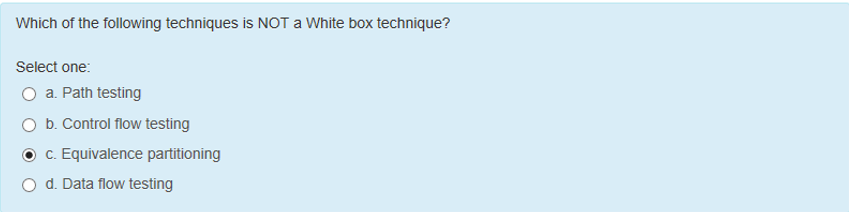 Which of the following techniques is NOT a White box technique?
Select one:
a. Path testing
b. Control flow testing
c. Equivalence partitioning
d. Data flow testing